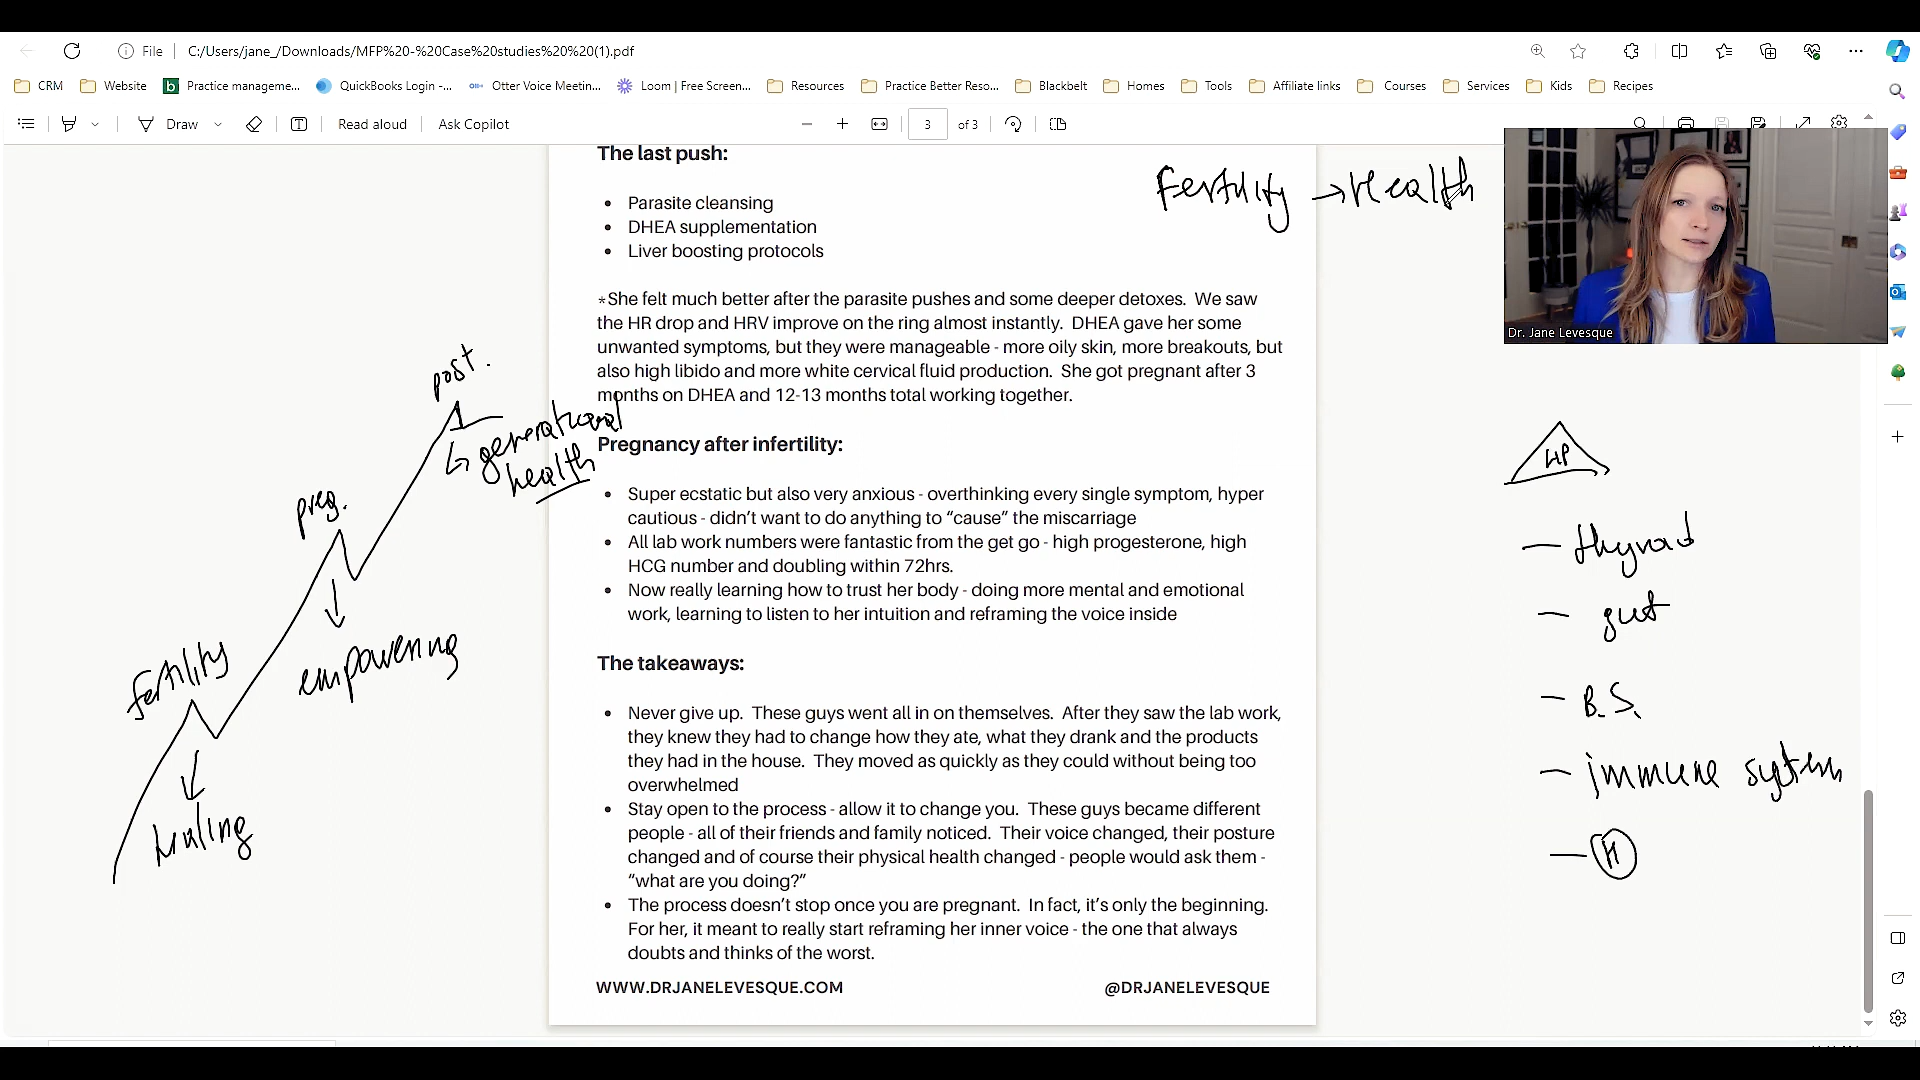 File
C:/Users/jane_/Downloads/MFP%20-%20Case%20studies%20%20(1).pdf
CRM
Website
Practice manageme...
QuickBooks Login -...
Otter Voice Meetin...
Loom | Free Screen...
Resources
Practice Better Reso...
Blackbelt
Homes
Tools
Affiliate links
Courses
Services
Kids
Recipes
Draw
Read aloud
Ask Copilot
3
of 3
The last push:
• Parasite cleansing
• DHEA supplementation
• Liver boosting protocols
*She felt much better after the parasite pushes and some deeper detoxes. We saw
the HR drop and HRV improve on the ring almost instantly. DHEA gave her some
unwanted symptoms, but they were manageable - more oily skin, more breakouts, but
also high libido and more white cervical fluid production. She got pregnant after 3
months on DHEA and 12-13 months total working together.
Pregnancy after infertility:
• Super ecstatic but also very anxious - overthinking every single symptom, hyper
cautious - didn't want to do anything to “cause” the miscarriage
• All lab work numbers were fantastic from the get go - high progesterone, high
HCG number and doubling within 72hrs.
• Now really learning how to trust her body - doing more mental and emotional
work, learning to listen to her intuition and reframing the voice inside
The takeaways:
• Never give up. These guys went all in on themselves. After they saw the lab work,
they knew they had to change how they ate, what they drank and the products
they had in the house. They moved as quickly as they could without being too
overwhelmed
• Stay open to the process - allow it to change you. These guys became different
people - all of their friends and family noticed. Their voice changed, their posture
changed and of course their physical health changed - people would ask them -
“what are you doing?”
• The process doesn't stop once you are pregnant. In fact, it's only the beginning.
For her, it meant to really start reframing her inner voice - the one that always
doubts and thinks of the worst.
WWW.DRJANELEVESQUE.COM
@DRJANELEVESQUE
Fertility → Health
Dr. Jane Levesque
post.
generational
health
preg.
empowering
fertility
healing
HP
— thyroid
— gut
— B.S.
— immune system
— H